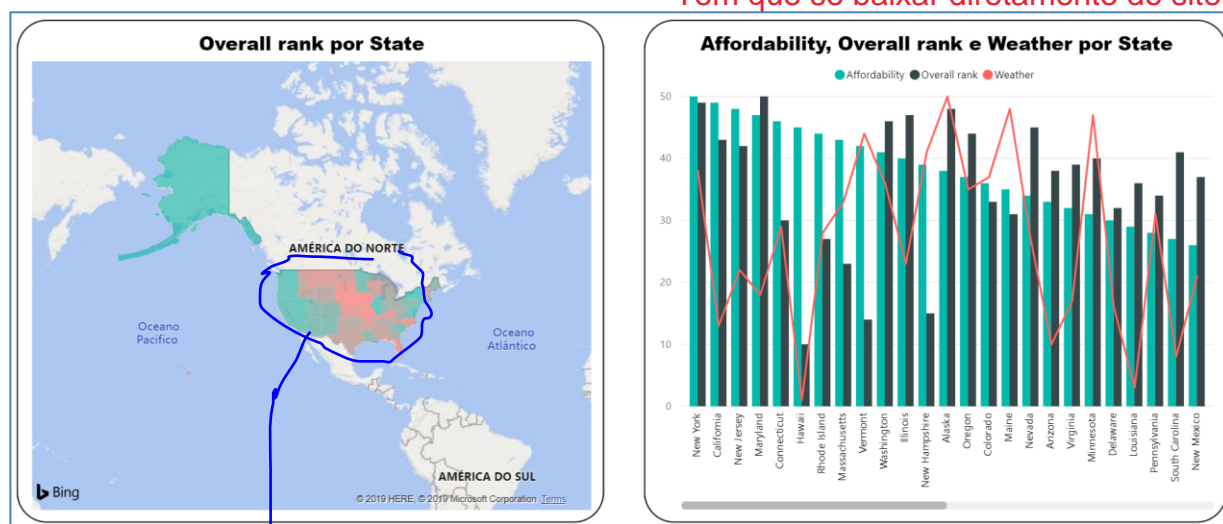 Overall rank por State
AMÉRICA DO NORTE
Oceano
Pacífico
Oceano
Atlântico
AMÉRICA DO SUL
Bing
© 2019 HERE, © 2019 Microsoft Corporation Terms
Affordability, Overall rank e Weather por State
Affordability Overall rank Weather
50
40
30
20
10
0
New York
California
New Jersey
Maryland
Connecticut
Hawaii
Rhode Island
Massachusetts
Vermont
Washington
Illinois
New Hampshire
Alaska
Oregon
Colorado
Maine
Nevada
Arizona
Virginia
Minnesota
Delaware
Louisiana
Pennsylvania
South Carolina
New Mexico